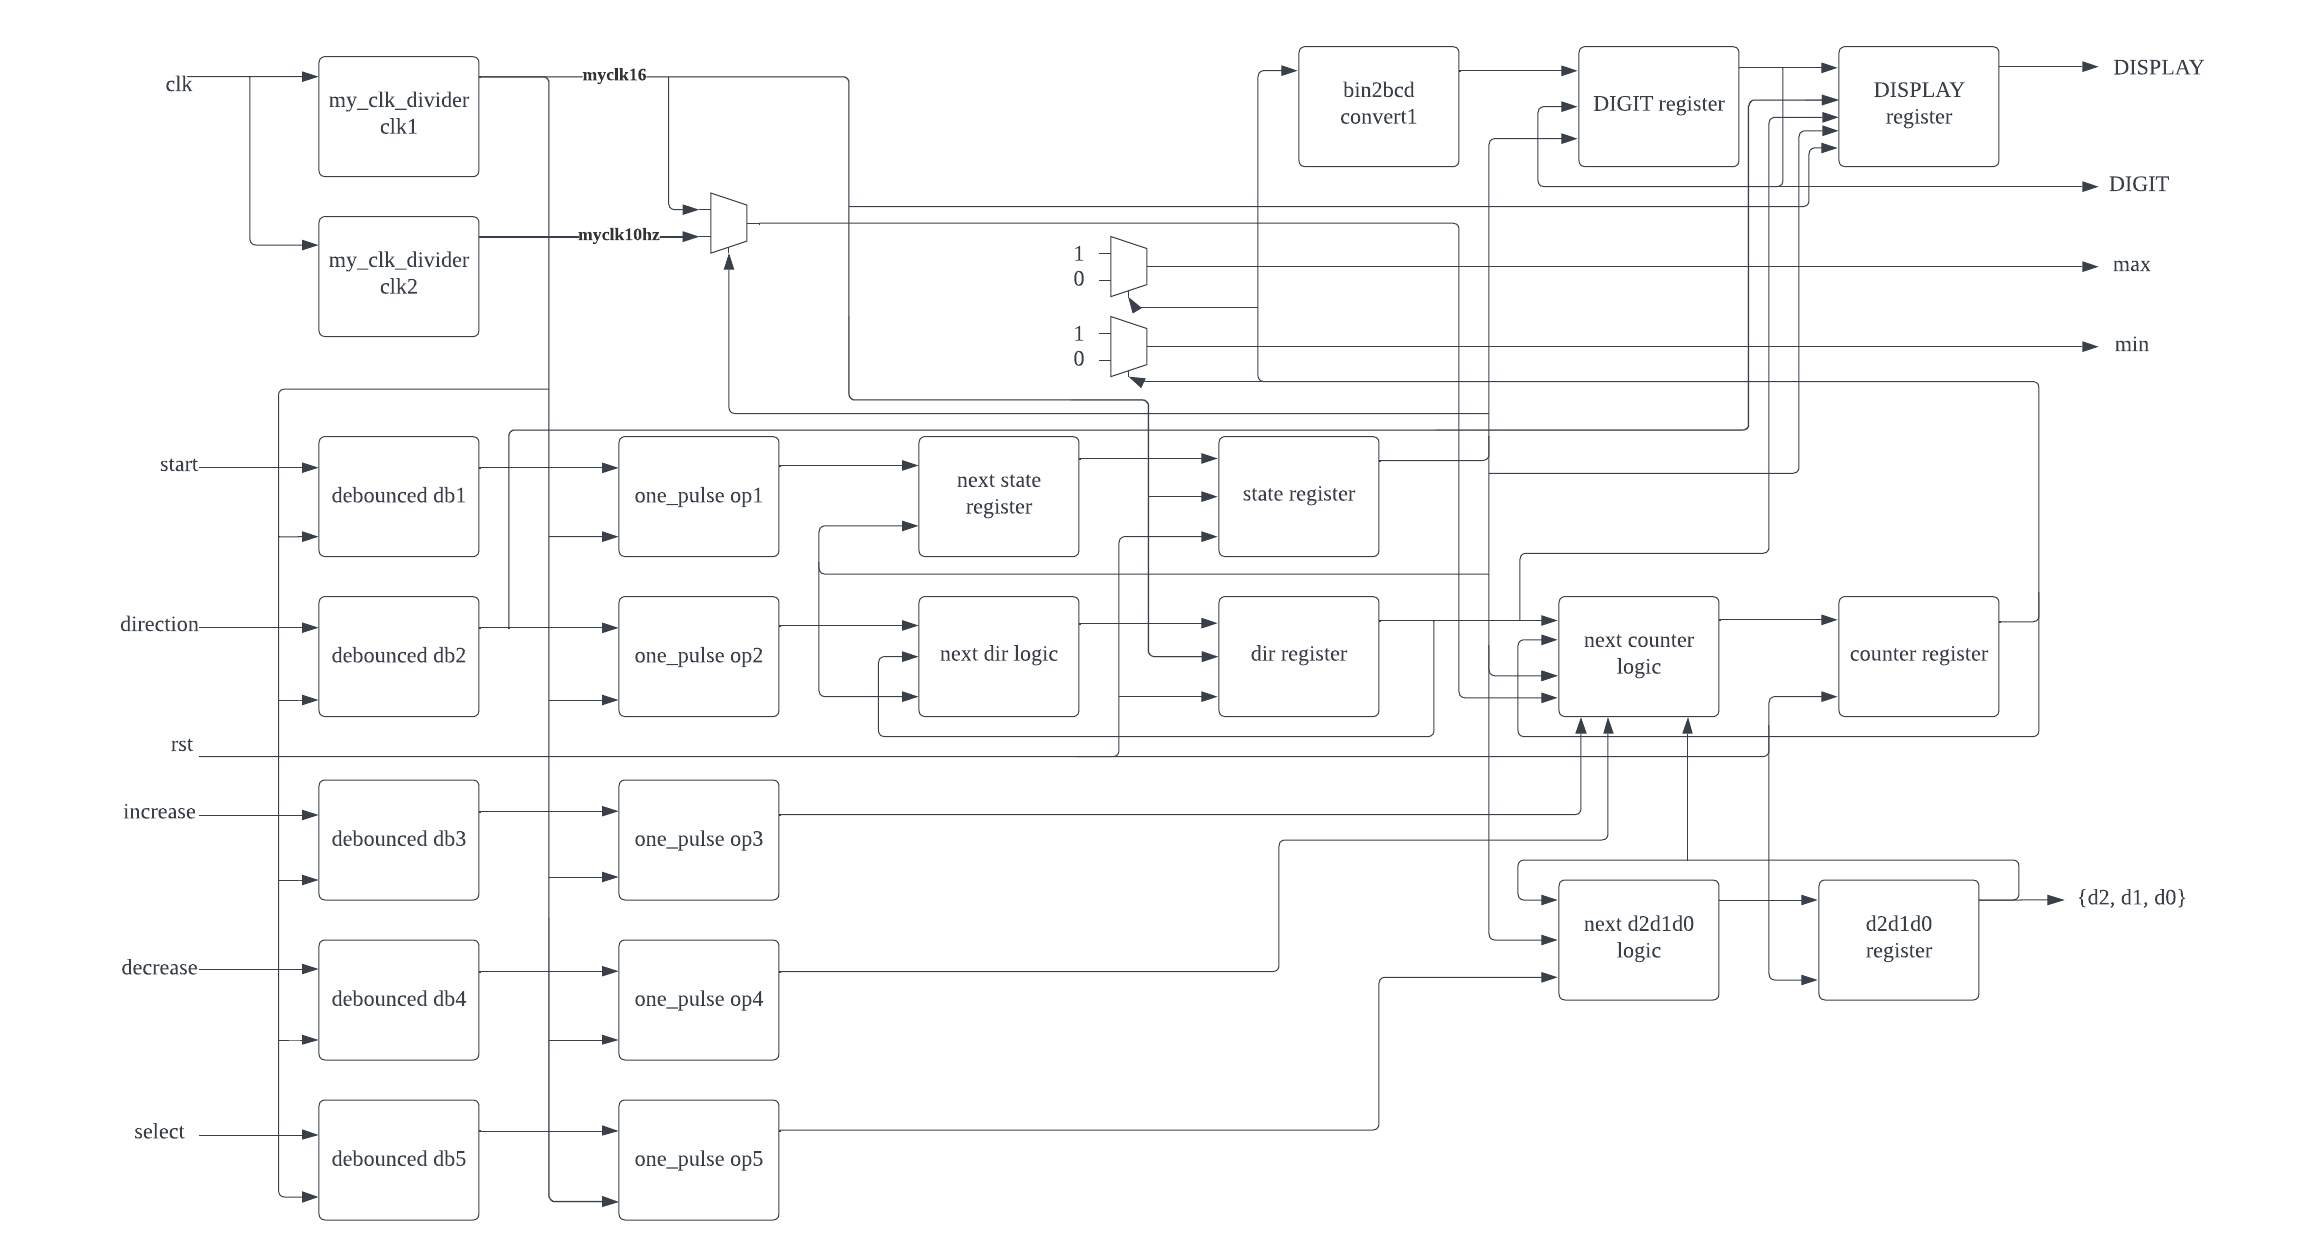 clk
my_clk_divider
clk1
myclk16
bin2bcd
convert1
DIGIT register
DISPLAY
register
DISPLAY
DIGIT
my_clk_divider
clk2
myclk10hz
1
0
max
1
0
min
start
debounced db1
one_pulse op1
next state
register
state register
direction
debounced db2
one_pulse op2
next dir logic
dir register
next counter
logic
counter register
rst
increase
debounced db3
one_pulse op3
decrease
debounced db4
one_pulse op4
next d2d1d0
logic
d2d1d0
register
{d2, d1, d0}
select
debounced db5
one_pulse op5